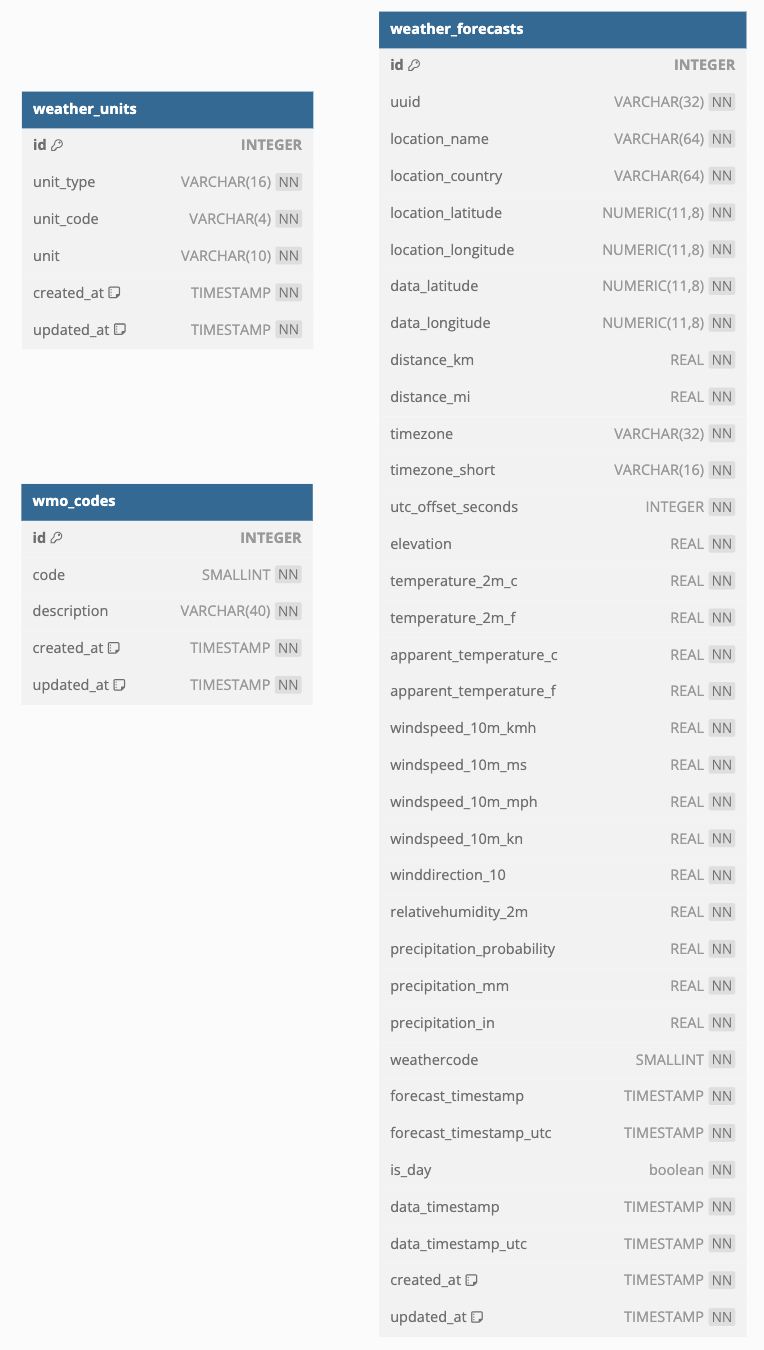 weather_units
id INTEGER
unit_type VARCHAR(16) NN
unit_code VARCHAR(4) NN
unit VARCHAR(10) NN
created_at TIMESTAMP NN
updated_at TIMESTAMP NN
wmo_codes
id INTEGER
code SMALLINT NN
description VARCHAR(40) NN
created_at TIMESTAMP NN
updated_at TIMESTAMP NN
weather_forecasts
id INTEGER
uuid VARCHAR(32) NN
location_name VARCHAR(64) NN
location_country VARCHAR(64) NN
location_latitude NUMERIC(11,8) NN
location_longitude NUMERIC(11,8) NN
data_latitude NUMERIC(11,8) NN
data_longitude NUMERIC(11,8) NN
distance_km REAL NN
distance_mi REAL NN
timezone VARCHAR(32) NN
timezone_short VARCHAR(16) NN
utc_offset_seconds INTEGER NN
elevation REAL NN
temperature_2m_c REAL NN
temperature_2m_f REAL NN
apparent_temperature_c REAL NN
apparent_temperature_f REAL NN
windspeed_10m_kmh REAL NN
windspeed_10m_ms REAL NN
windspeed_10m_mph REAL NN
windspeed_10m_kn REAL NN
winddirection_10 REAL NN
relativehumidity_2m REAL NN
precipitation_probability REAL NN
precipitation_mm REAL NN
precipitation_in REAL NN
weathercode SMALLINT NN
forecast_timestamp TIMESTAMP NN
forecast_timestamp_utc TIMESTAMP NN
is_day boolean NN
data_timestamp TIMESTAMP NN
data_timestamp_utc TIMESTAMP NN
created_at TIMESTAMP NN
updated_at TIMESTAMP NN